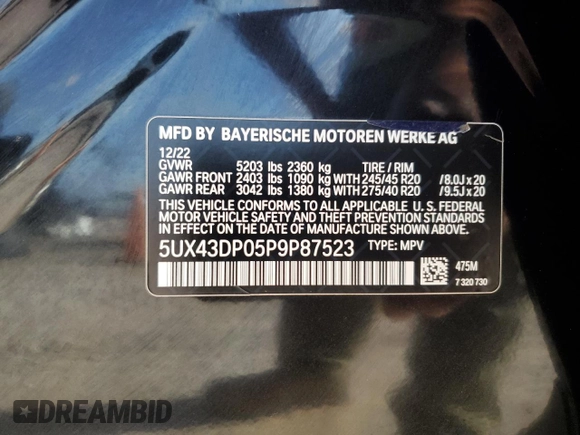 MFD BY BAYERISCHE MOTOREN WERKE AG
12/22
GVWR 5203 lbs 2360 kg TIRE / RIM
GAWR FRONT 2403 lbs 1090 kg WITH 245/45 R20 /8.0J x 20
GAWR REAR 3042 lbs 1380 kg WITH 275/40 R20 /9.5J x 20
THIS VEHICLE CONFORMS TO ALL APPLICABLE U. S. FEDERAL
MOTOR VEHICLE SAFETY AND THEFT PREVENTION STANDARDS
IN EFFECT ON THE DATE OF MANUFACTURE SHOWN ABOVE.
5UX43DP05P9P87523 TYPE: MPV
475M
7 320 730
DREAMBID